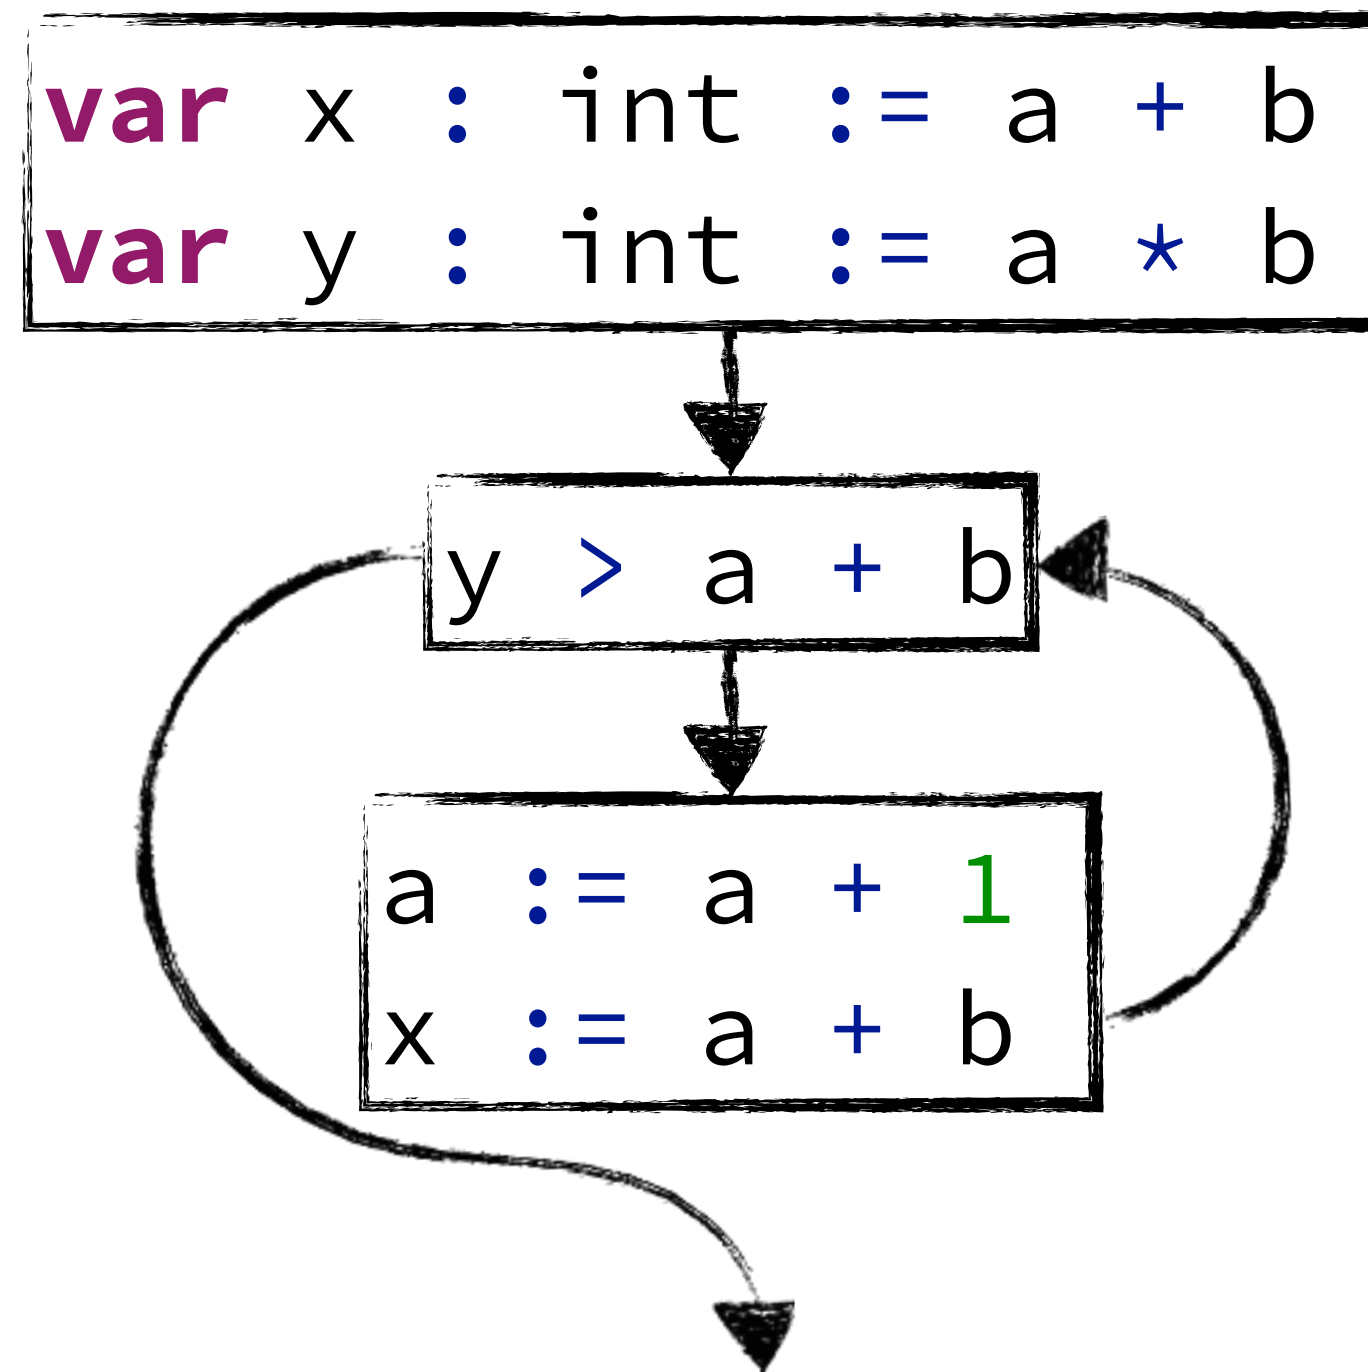 var x : int := a + b
var y : int := a * b
y > a + b
a := a + 1
x := a + b